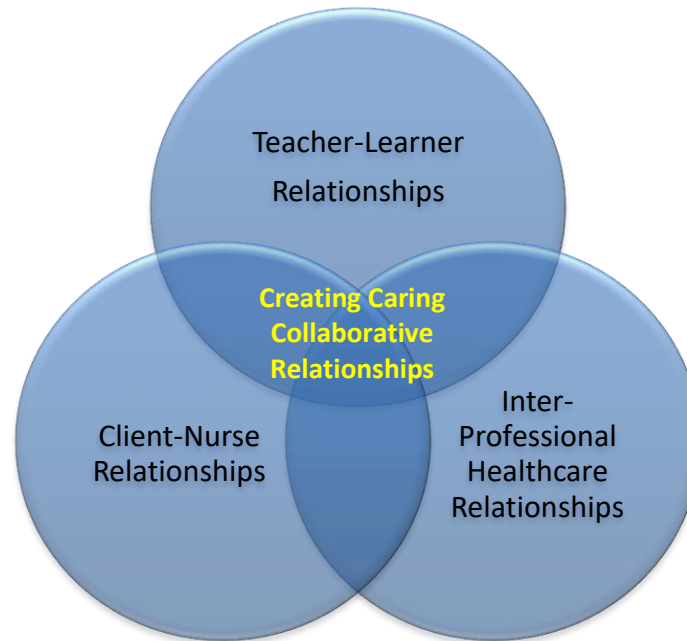 Teacher-Learner
Relationships
Creating Caring
Collaborative
Relationships
Client-Nurse
Relationships
Inter-
Professional
Healthcare
Relationships